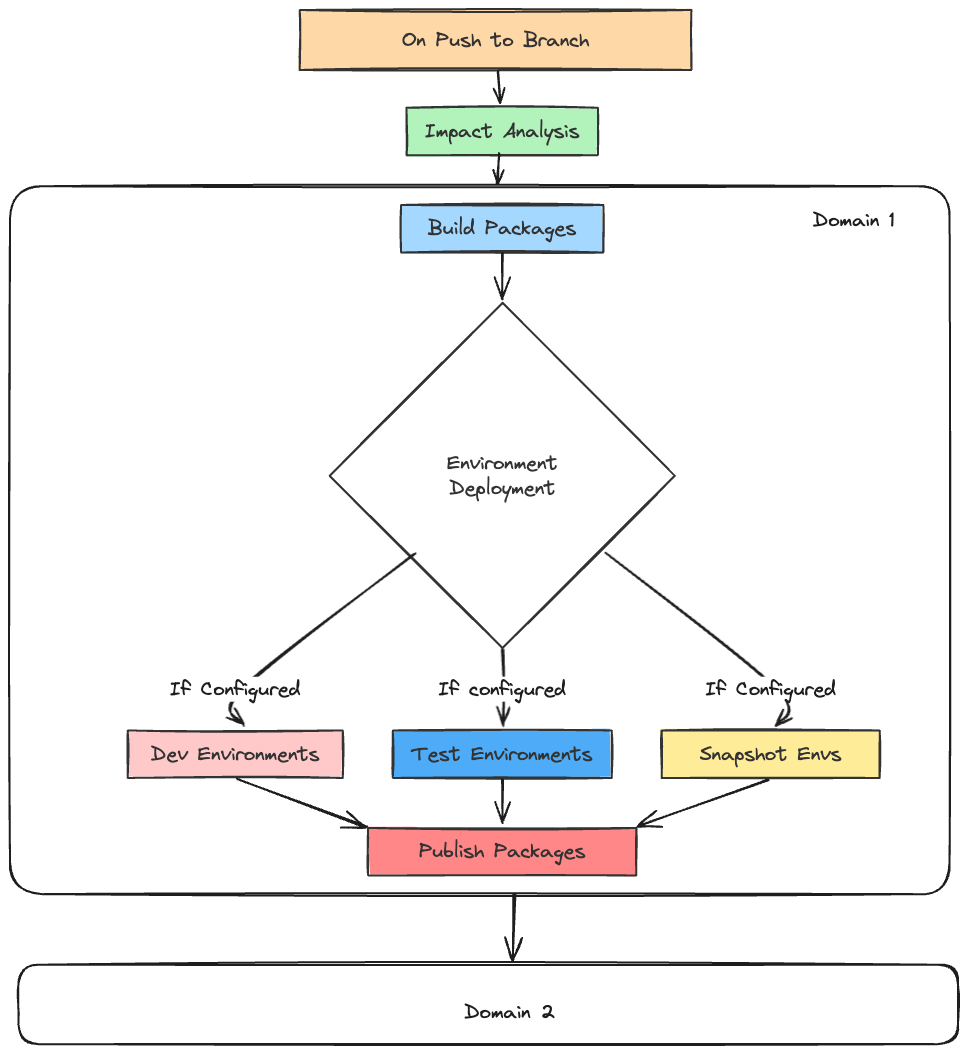 On Push to Branch
Impact Analysis
Domain 1
Build Packages
Environment
Deployment
If Configured
If configured
If Configured
Dev Environments
Test Environments
Snapshot Envs
Publish Packages
Domain 2